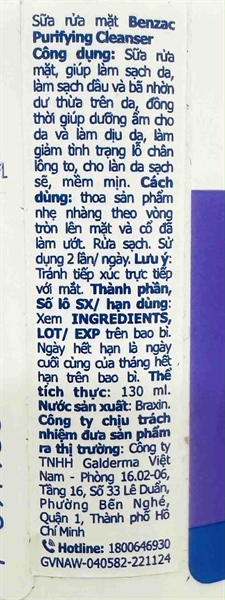 Sữa rửa mặt Benzac
Purifying Cleanser
Công dụng: Sữa rửa
mặt, giúp làm sạch da,
làm sạch dầu và bã nhờn
dư thừa trên da, đồng
thời giúp dưỡng ẩm cho
da và làm dịu da, làm
giảm tình trạng lỗ chân
lông to, cho làn da sạch
sẽ, mềm mịn. Cách
dùng: thoa sản phẩm
nhẹ nhàng theo vòng
tròn lên mặt và cổ đã
làm ướt. Rửa sạch. Sử
dụng 2 lần/ ngày. Lưu ý:
Tránh tiếp xúc trực tiếp
với mắt. Thành phần,
Số lô SX/ hạn dùng:
Xem INGREDIENTS,
LOT/ EXP trên bao bì.
Ngày hết hạn là ngày
cuối cùng của tháng hết
hạn trên bao bì. Thể
tích thực: 130 ml.
Nước sản xuất: Braxin.
Công ty chịu trách
nhiệm đưa sản phẩm
ra thị trường: Công ty
TNHH Galderma Việt
Nam - Phòng 16.02-06,
Tầng 16, Số 33 Lê Duẩn,
Phường Bến Nghé,
Quận 1, Thành phố Hồ
Chí Minh
Hotline: 1800646930
GVNAW-040582-221124